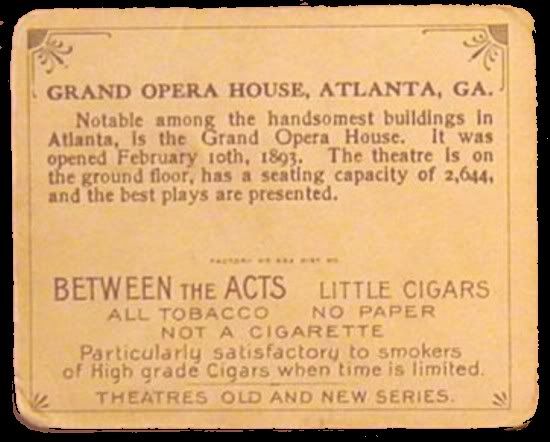 GRAND OPERA HOUSE, ATLANTA, GA.
Notable among the handsomest buildings in
Atlanta, is the Grand Opera House. It was
opened February 10th, 1893. The theatre is on
the ground floor, has a seating capacity of 2,644,
and the best plays are presented.
FACTORY
BETWEEN THE ACTS LITTLE CIGARS
ALL TOBACCO NO PAPER
NOT A CIGARETTE
Particularly satisfactory to smokers
of High grade Cigars when time is limited.
THEATRES OLD AND NEW SERIES.